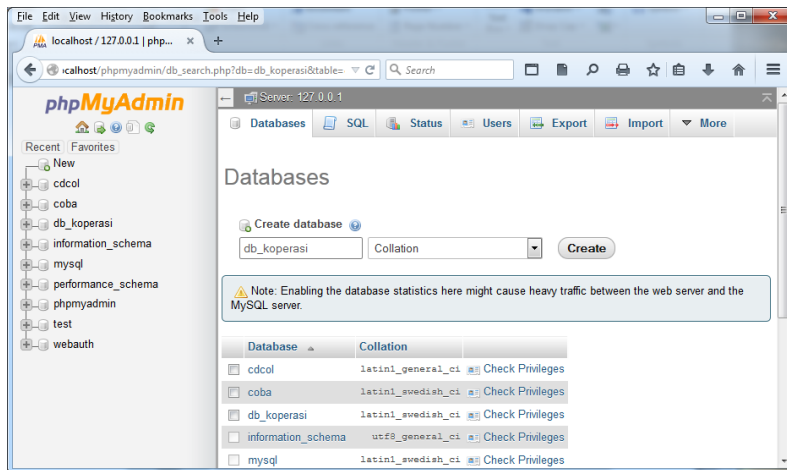 File Edit View History Bookmarks Tools Help
localhost / 127.0.0.1 | php... × +
calhost/phpmyadmin/db_search.php?db=db_koperasi&table= Search
phpMyAdmin
Recent Favorites
New
cdcol
coba
db_koperasi
information_schema
mysql
performance_schema
phpmyadmin
test
webauth
Server: 127.0.0.1
Databases SQL Status Users Export Import More
Databases
Create database
db_koperasi Collation Create
Note: Enabling the database statistics here might cause heavy traffic between the web server and the
MySQL server.
Database Collation
cdcol latin1_general_ci Check Privileges
coba latin1_swedish_ci Check Privileges
db_koperasi latin1_swedish_ci Check Privileges
information_schema utf8_general_ci Check Privileges
mysql latin1_swedish_ci Check Privileges